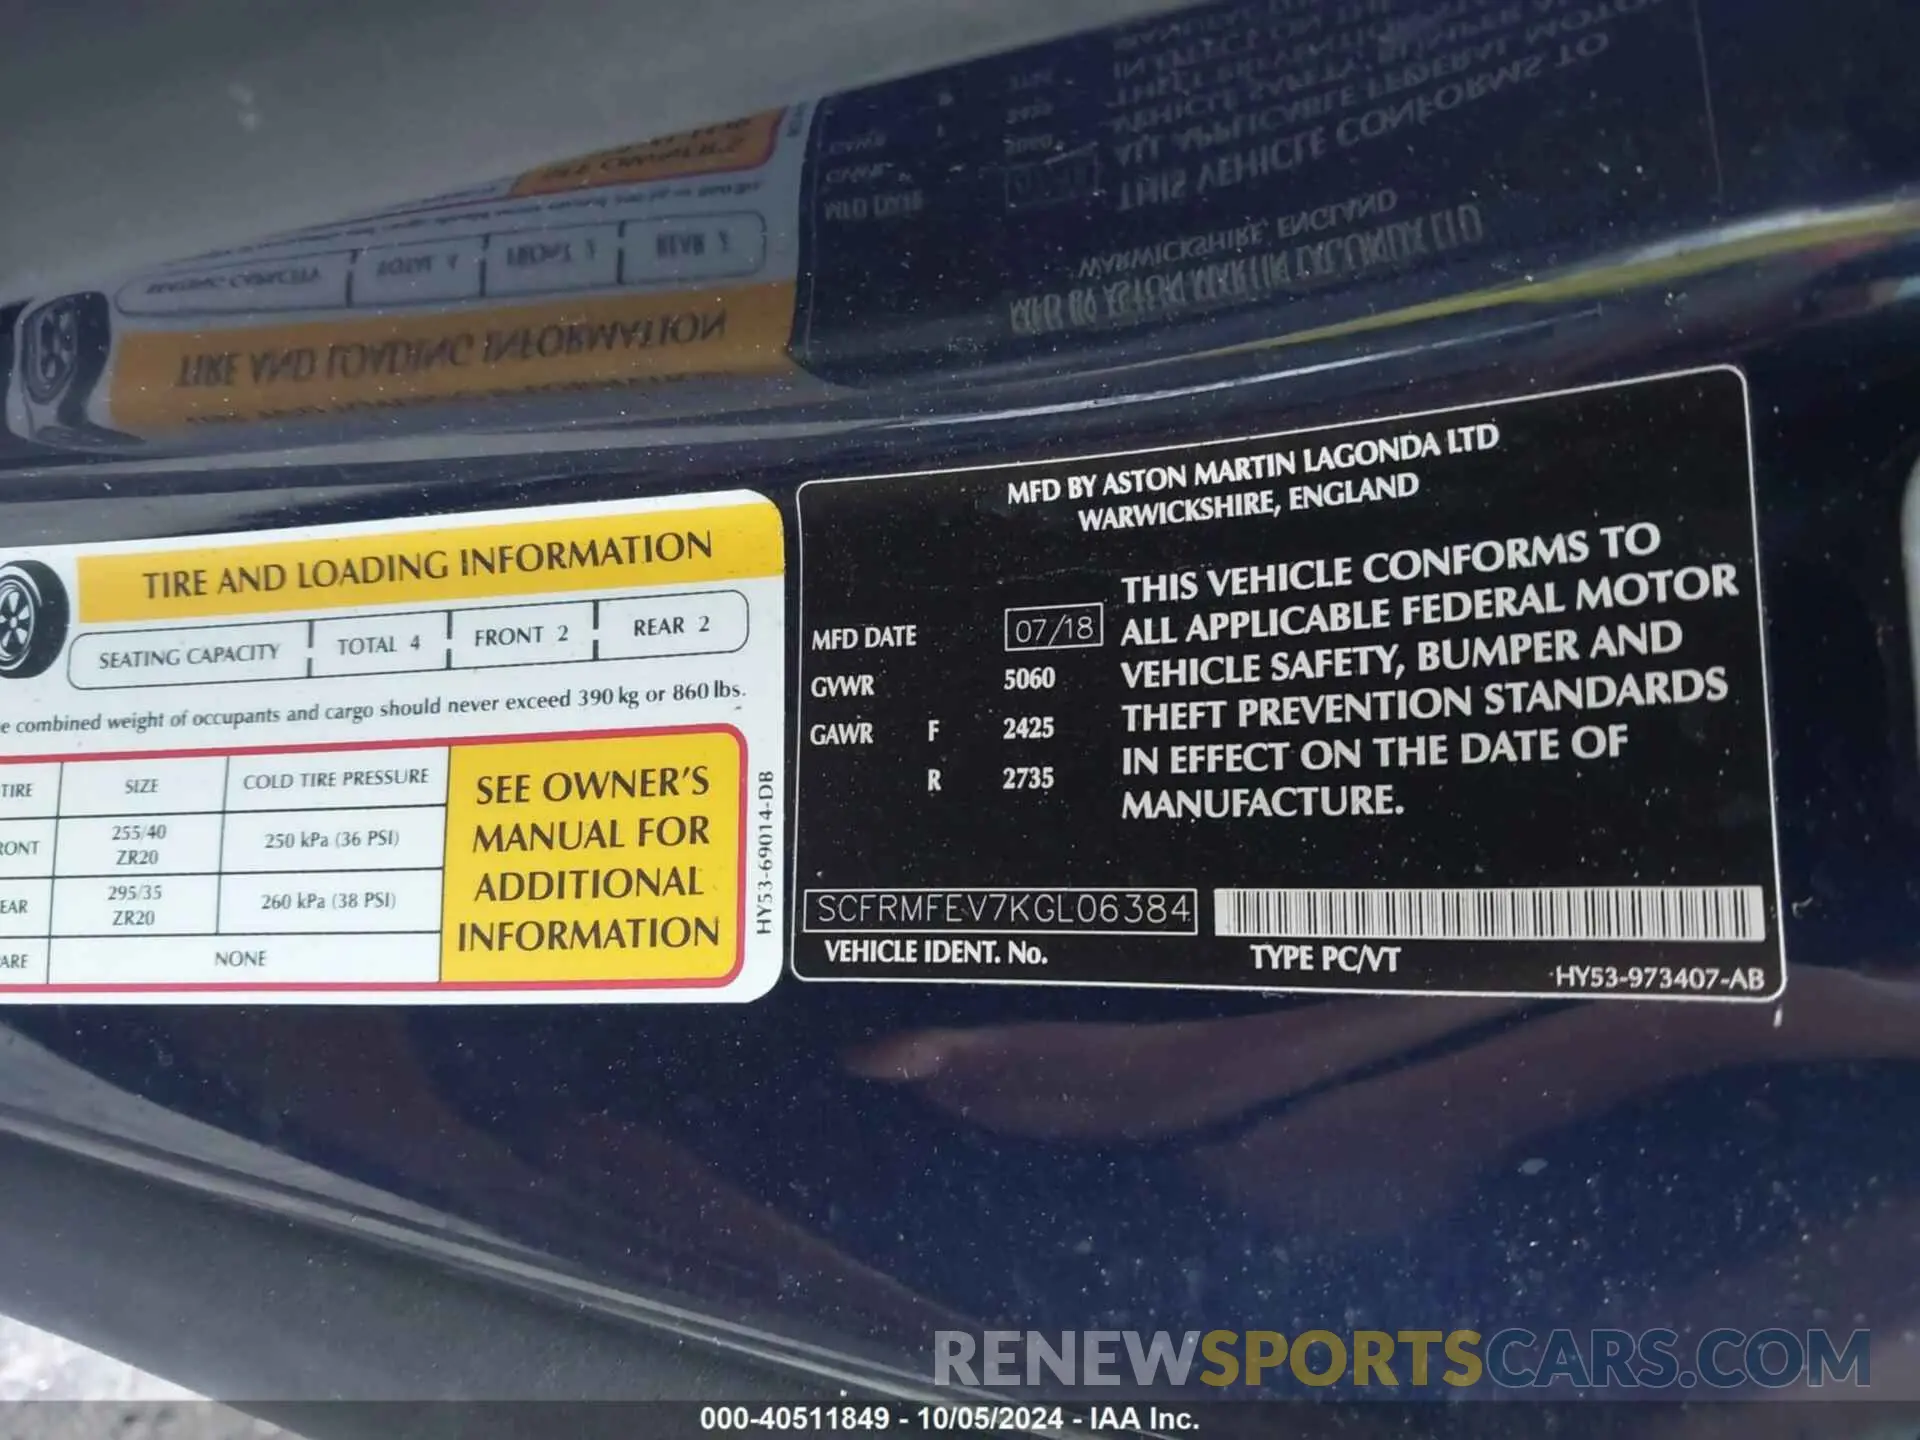 TIRE AND LOADING INFORMATION
SEATING CAPACITY TOTAL 4 FRONT 2 REAR 2
combined weight of occupants and cargo should never exceed 390 kg or 860 lbs.
TIRE SIZE COLD TIRE PRESSURE
RONT 255/40 ZR20 250 kPa (36 PSI)
EAR 295/35 ZR20 260 kPa (38 PSI)
ARE NONE
SEE OWNER'S
MANUAL FOR
ADDITIONAL
INFORMATION
HY53-69014-DB
MFD BY ASTON MARTIN LAGONDA LTD
WARWICKSHIRE, ENGLAND
MFD DATE 07/18
GVWR 5060
GAWR F 2425
R 2735
THIS VEHICLE CONFORMS TO
ALL APPLICABLE FEDERAL MOTOR
VEHICLE SAFETY, BUMPER AND
THEFT PREVENTION STANDARDS
IN EFFECT ON THE DATE OF
MANUFACTURE.
SCFRMFEV7KGL06384
VEHICLE IDENT. No.
TYPE PC/VT
HY53-973407-AB
RENEWSPORTSCARS.COM
000-40511849 - 10/05/2024 - IAA Inc.